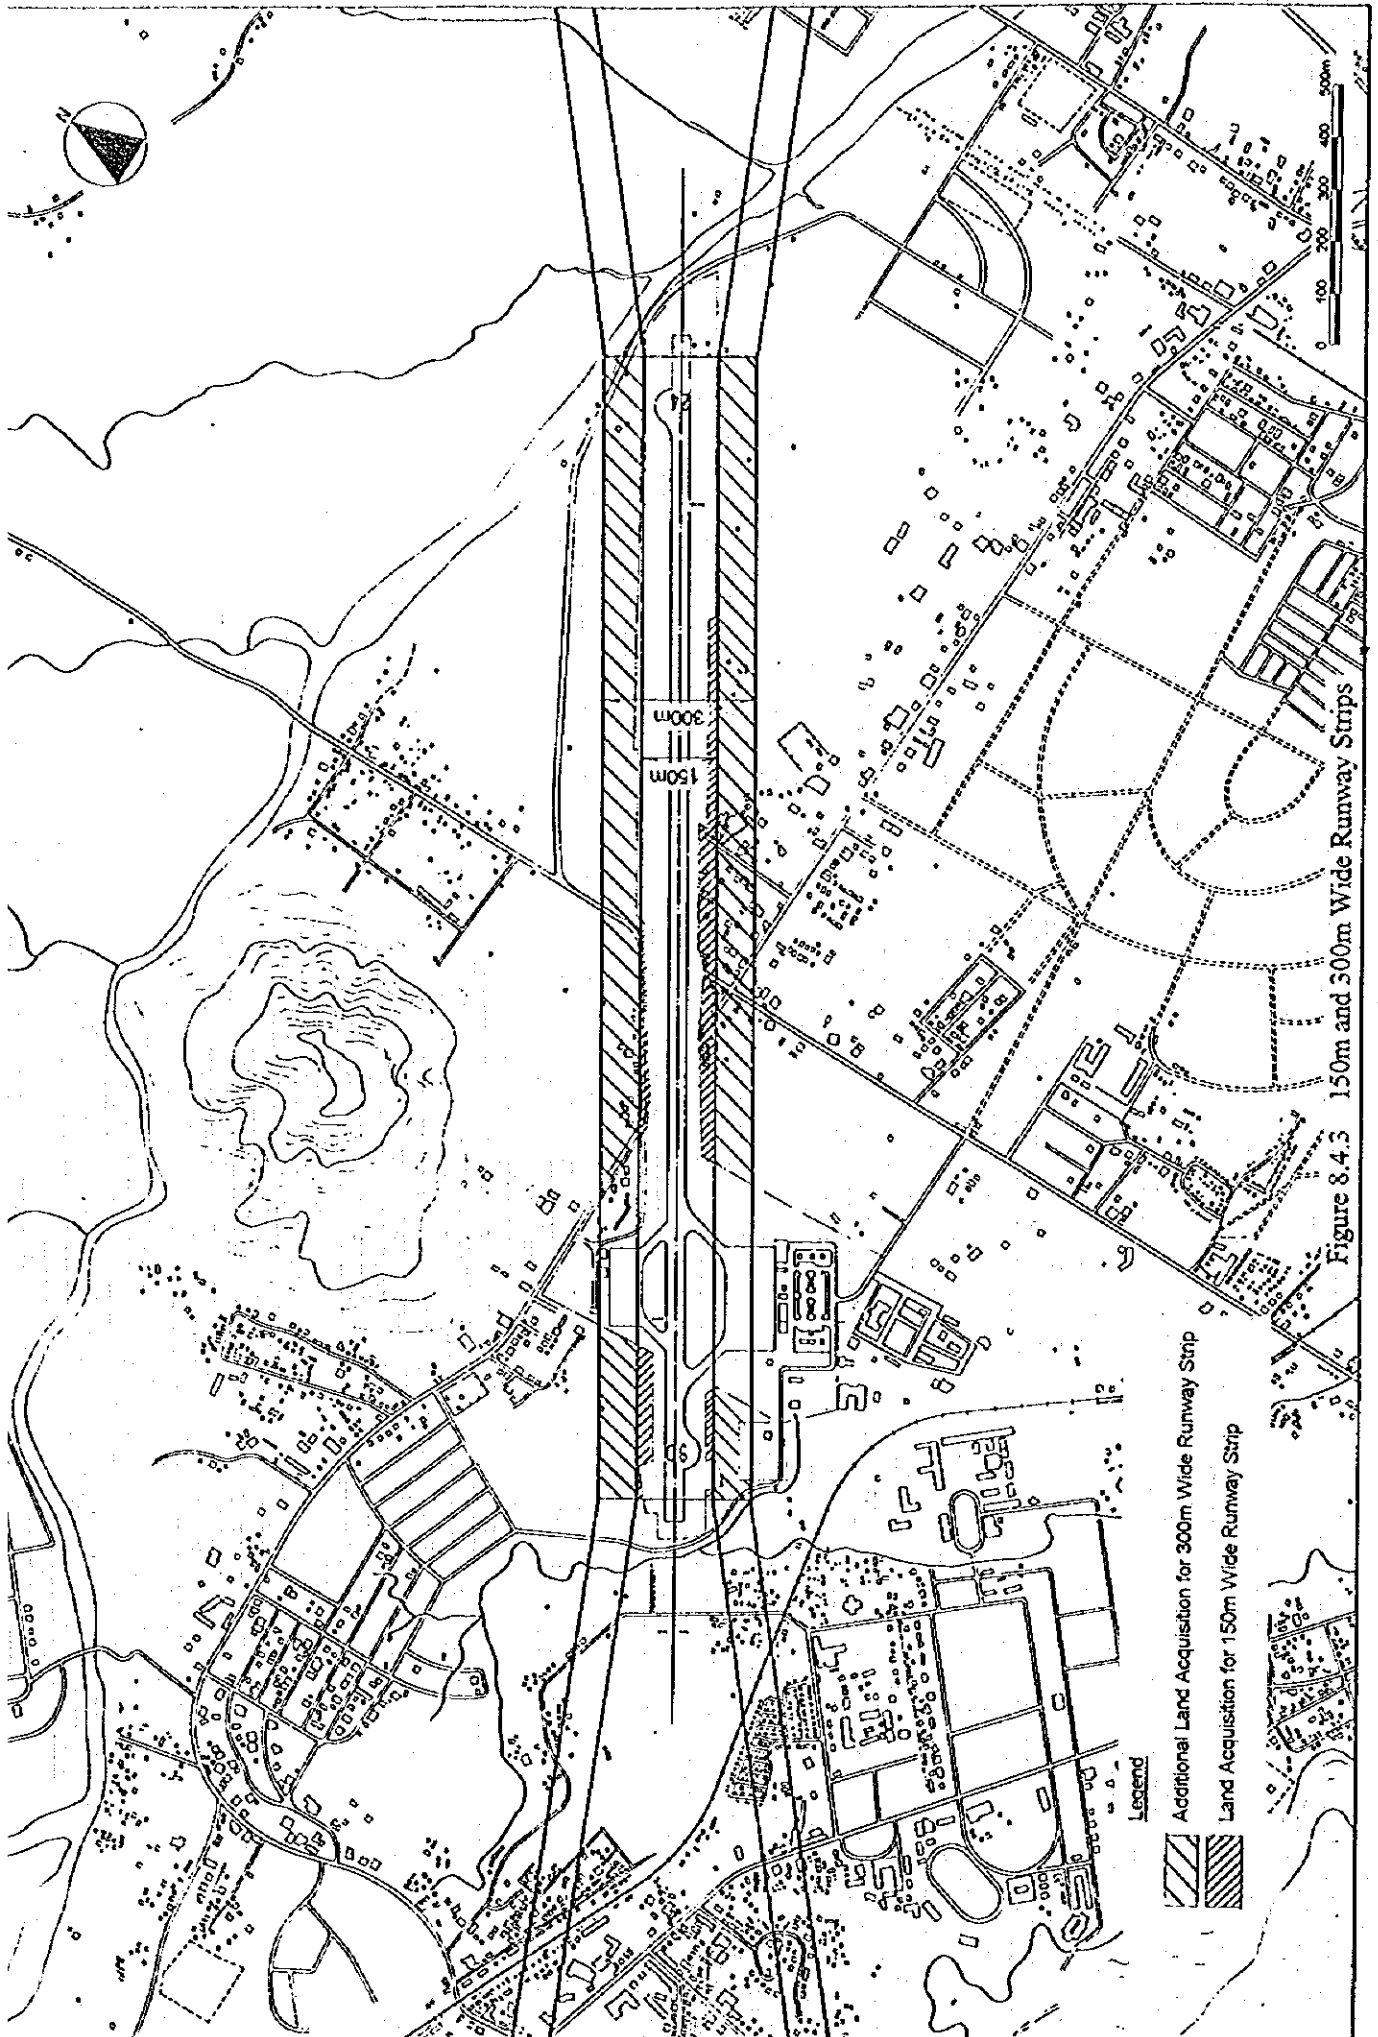 N
0 100 200 300 400 500m
300m
150m
Legend
Additional Land Acquisition for 300m Wide Runway Strip
Land Acquisition for 150m Wide Runway Strip
Figure 8.4.3 150m and 300m Wide Runway Strips